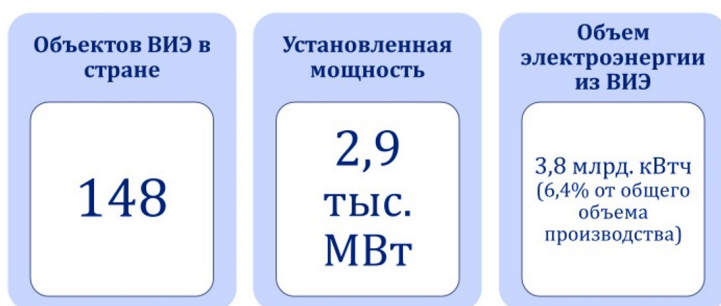 Объектов ВИЭ в
стране
148
Установленная
мощность
2,9
тыс.
МВт
Объем
электроэнергии
из ВИЭ
3,8 млрд. кВтч
(6,4% от общего
объема
производства)